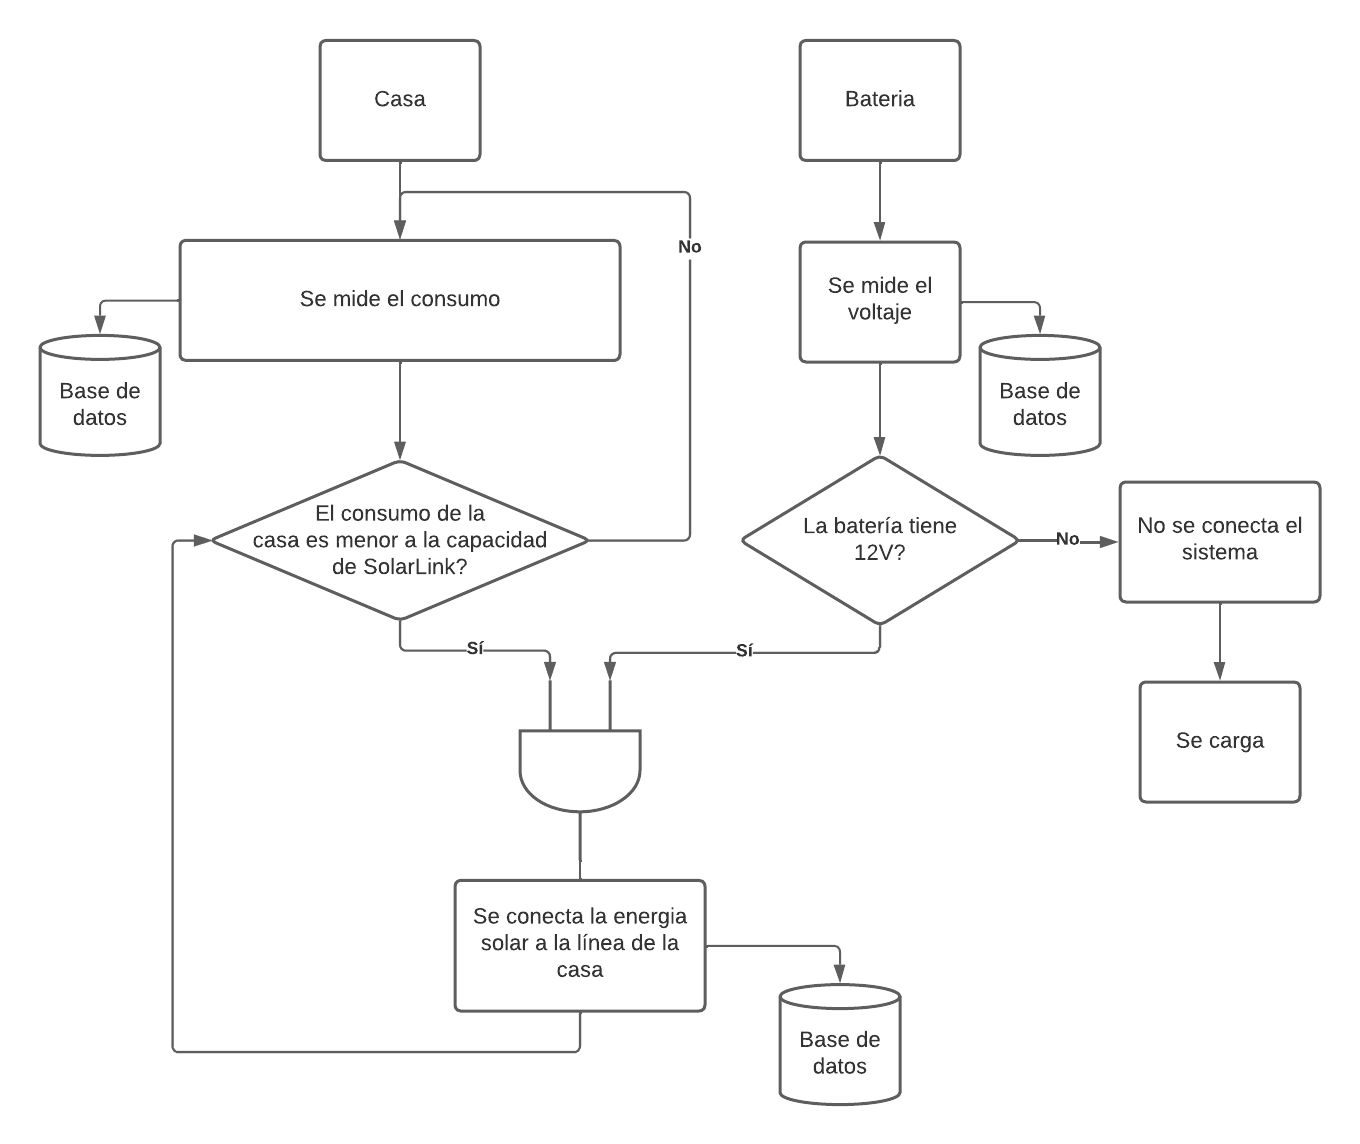 Casa
Bateria
No
Se mide el consumo
Se mide el
voltaje
Base de
datos
Base de
datos
El consumo de la
casa es menor a la capacidad
de SolarLink?
La batería tiene
12V?
No
No se conecta el
sistema
Sí
Sí
Se carga
Se conecta la energia
solar a la línea de la
casa
Base de
datos